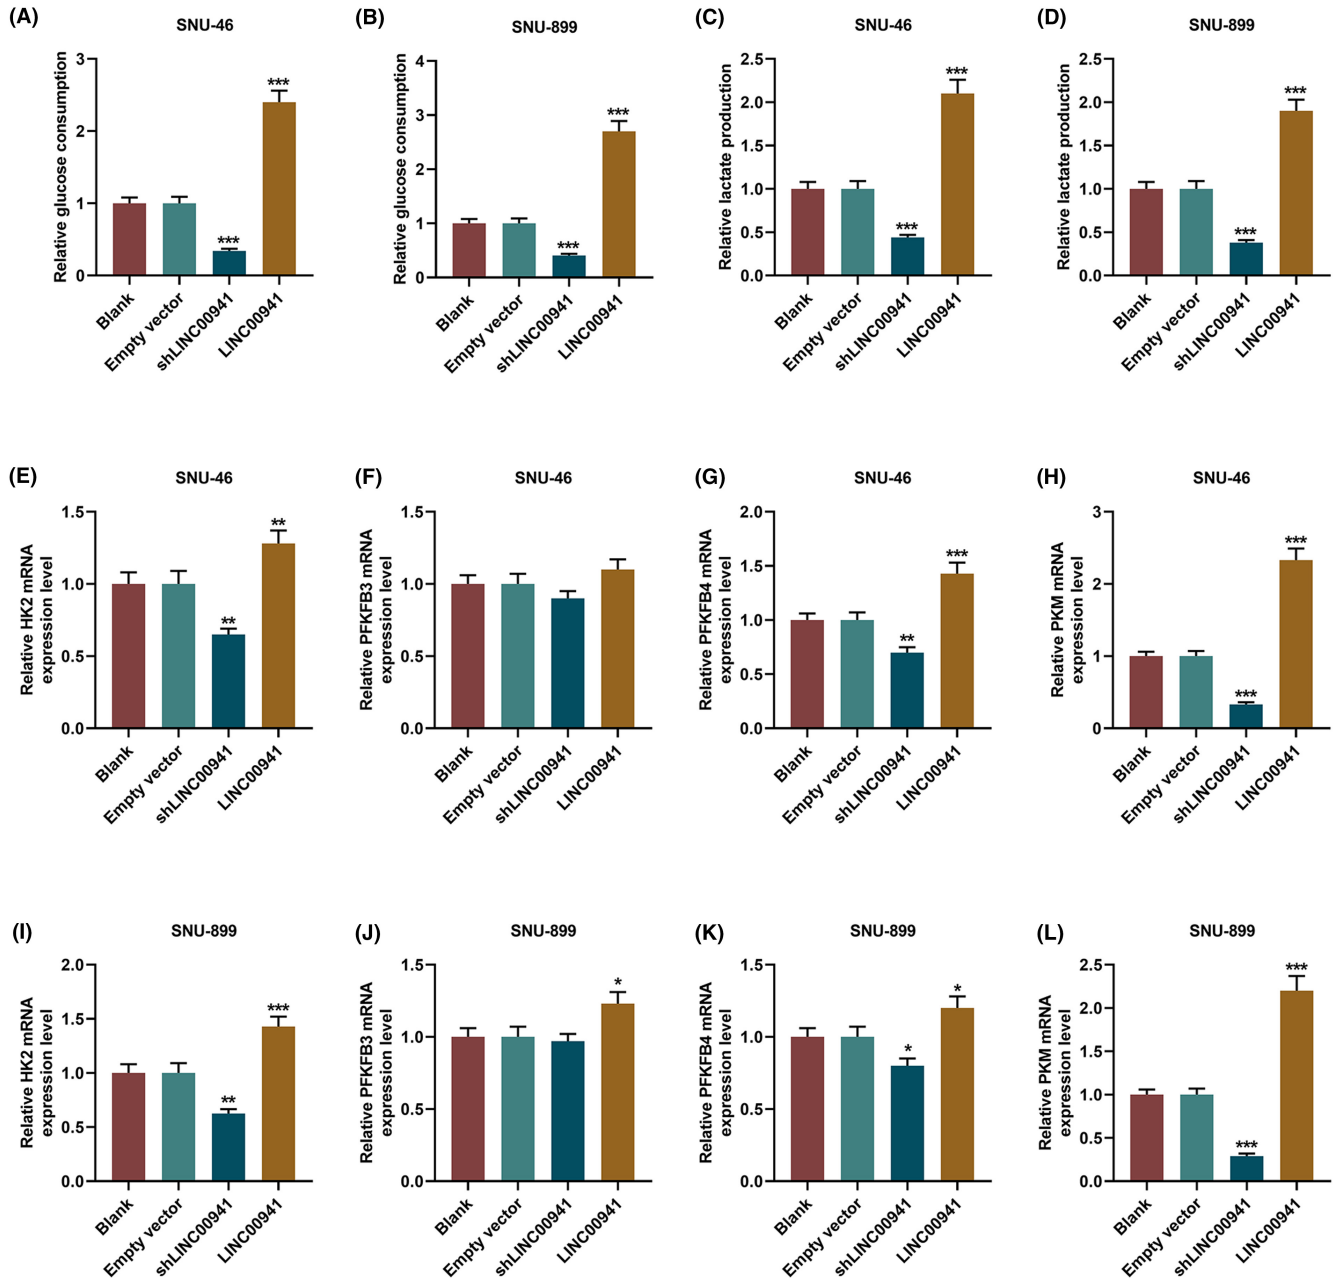 (A)
SNU-46
Relative glucose consumption
3
2
1
0
***
***
Blank
Empty vector
shLINC00941
LINC00941
(B)
SNU-899
Relative glucose consumption
4
3
2
1
0
***
***
Blank
Empty vector
shLINC00941
LINC00941
(C)
SNU-46
Relative lactate production
2.5
2.0
1.5
1.0
0.5
0.0
***
***
Blank
Empty vector
shLINC00941
LINC00941
(D)
SNU-899
Relative lactate production
2.5
2.0
1.5
1.0
0.5
0.0
***
***
Blank
Empty vector
shLINC00941
LINC00941
(E)
SNU-46
Relative HK2 mRNA
expression level
1.5
1.0
0.5
0.0
**
**
Blank
Empty vector
shLINC00941
LINC00941
(F)
SNU-46
Relative PFKFB3 mRNA
expression level
1.5
1.0
0.5
0.0
Blank
Empty vector
shLINC00941
LINC00941
(G)
SNU-46
Relative PFKFB4 mRNA
expression level
2.0
1.5
1.0
0.5
0.0
**
***
Blank
Empty vector
shLINC00941
LINC00941
(H)
SNU-46
Relative PKM mRNA
expression level
3
2
1
0
***
***
Blank
Empty vector
shLINC00941
LINC00941
(I)
SNU-899
Relative HK2 mRNA
expression level
2.0
1.5
1.0
0.5
0.0
**
***
Blank
Empty vector
shLINC00941
LINC00941
(J)
SNU-899
Relative PFKFB3 mRNA
expression level
1.5
1.0
0.5
0.0
*
Blank
Empty vector
shLINC00941
LINC00941
(K)
SNU-899
Relative PFKFB4 mRNA
expression level
1.5
1.0
0.5
0.0
*
*
Blank
Empty vector
shLINC00941
LINC00941
(L)
SNU-899
Relative PKM mRNA
expression level
2.5
2.0
1.5
1.0
0.5
0.0
***
***
Blank
Empty vector
shLINC00941
LINC00941